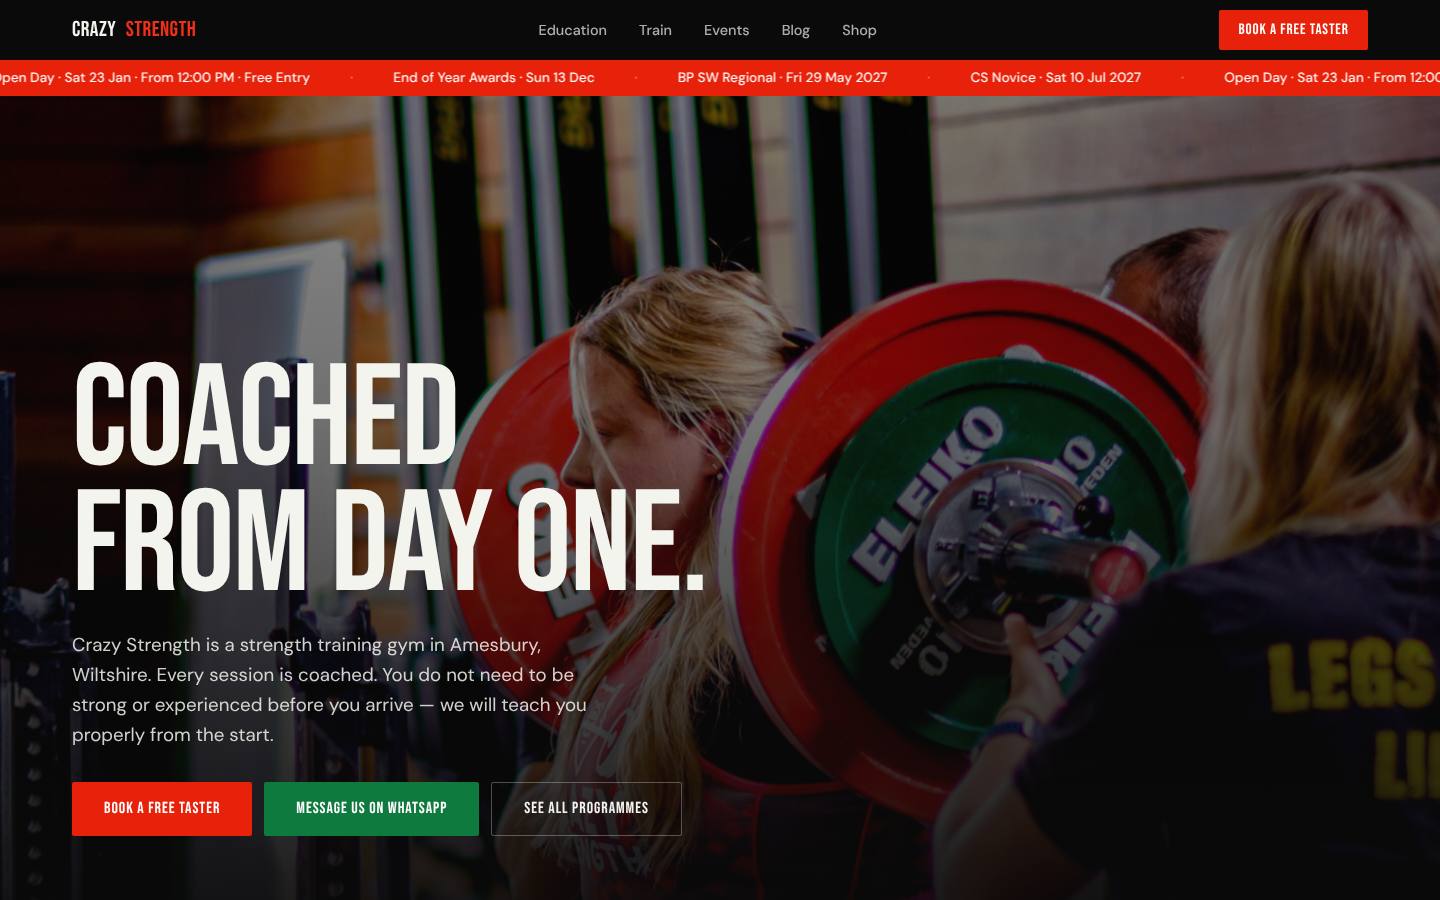 CRAZY STRENGTH
Education
Train
Events
Blog
Shop
BOOK A FREE TASTER
Open Day · Sat 23 Jan · From 12:00 PM · Free Entry · End of Year Awards · Sun 13 Dec · BP SW Regional · Fri 29 May 2027 · CS Novice · Sat 10 Jul 2027 · Open Day · Sat 23 Jan · From 12:00
COACHED
FROM DAY ONE.
Crazy Strength is a strength training gym in Amesbury,
Wiltshire. Every session is coached. You do not need to be
strong or experienced before you arrive — we will teach you
properly from the start.
BOOK A FREE TASTER
MESSAGE US ON WHATSAPP
SEE ALL PROGRAMMES
ELEIKO
SWEDEN
LEGS